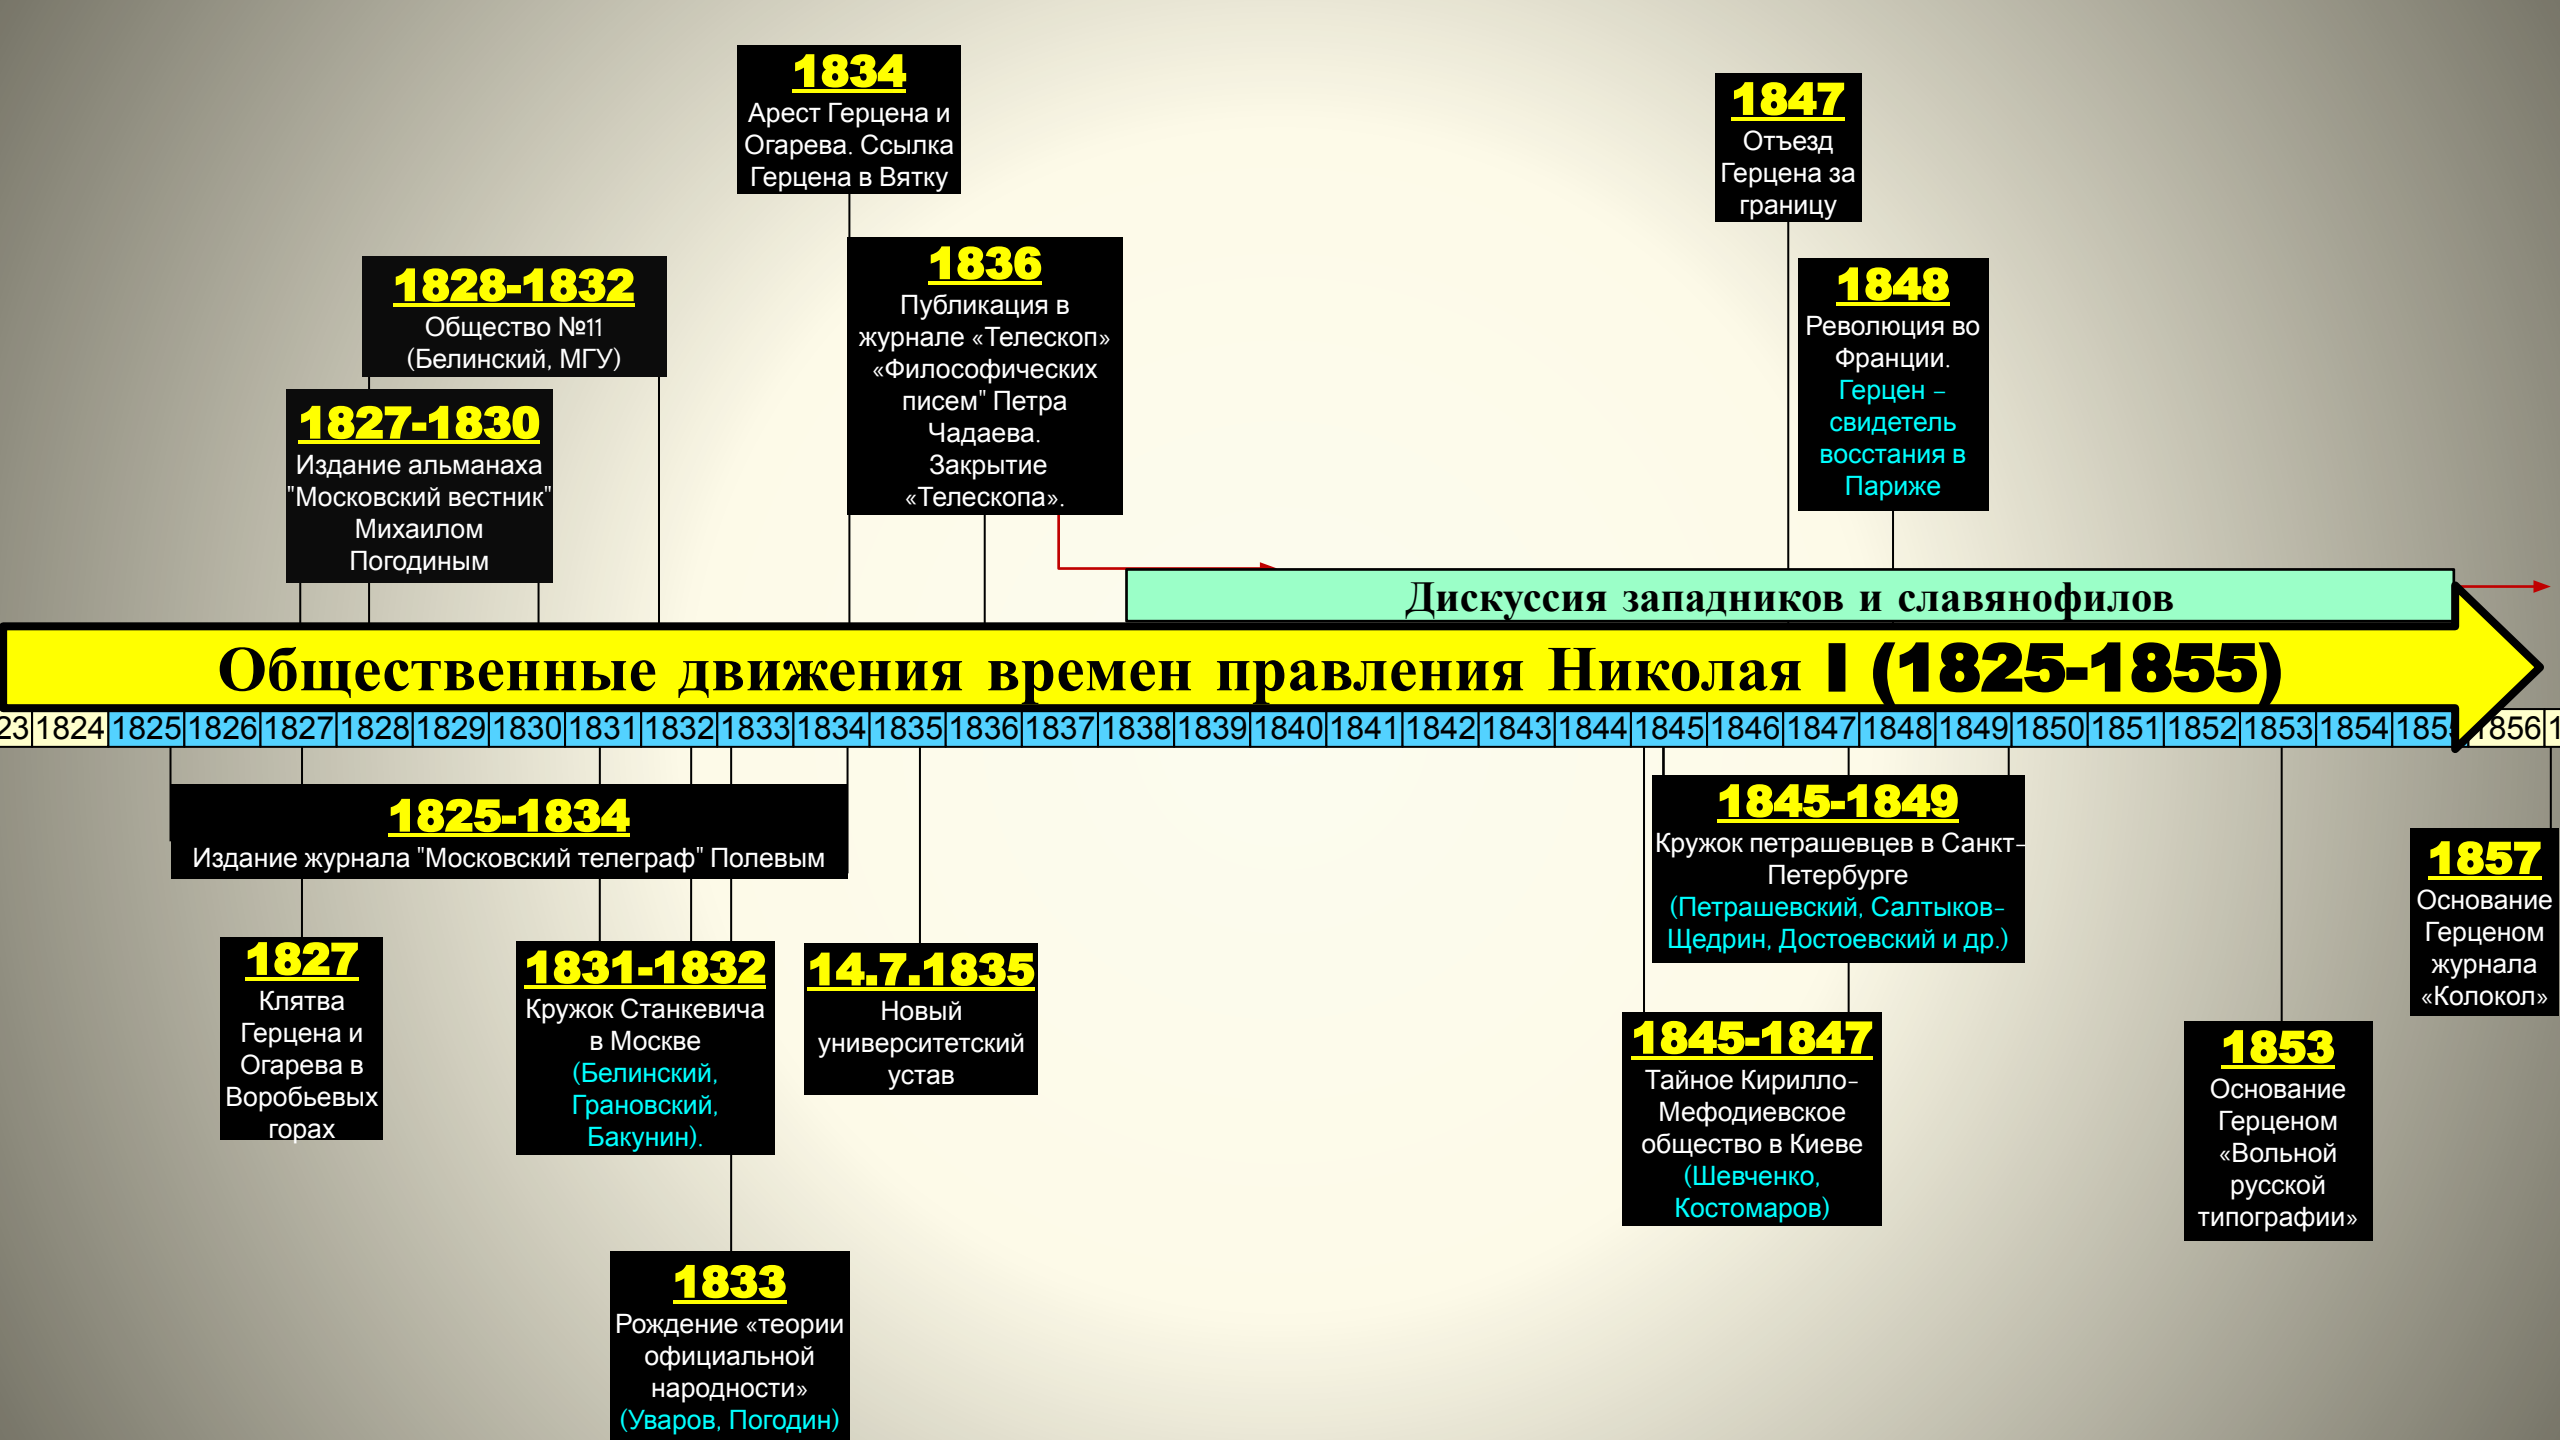 1834
Арест Герцена и
Огарева. Ссылка
Герцена в Вятку
1847
Отъезд
Герцена за
границу
1828-1832
Общество №11
(Белинский, МГУ)
1836
Публикация в
журнале «Телескоп»
«Философических
писем" Петра
Чадаева.
Закрытие
«Телескопа».
1848
Революция во
Франции.
Герцен –
свидетель
восстания в
Париже
1827-1830
Издание альманаха
"Московский вестник"
Михаилом
Погодиным
Дискуссия западников и славянофилов
Общественные движения времен правления Николая I (1825-1855)
23 1824 1825 1826 1827 1828 1829 1830 1831 1832 1833 1834 1835 1836 1837 1838 1839 1840 1841 1842 1843 1844 1845 1846 1847 1848 1849 1850 1851 1852 1853 1854 185 1856 1
1825-1834
Издание журнала "Московский телеграф" Полевым
1845-1849
Кружок петрашевцев в Санкт-
Петербурге
(Петрашевский, Салтыков-
Щедрин, Достоевский и др.)
1857
Основание
Герценом
журнала
«Колокол»
1827
Клятва
Герцена и
Огарева в
Воробьевых
горах
1831-1832
Кружок Станкевича
в Москве
(Белинский,
Грановский,
Бакунин).
14.7.1835
Новый
университетский
устав
1845-1847
Тайное Кирилло-
Мефодиевское
общество в Киеве
(Шевченко,
Костомаров)
1853
Основание
Герценом
«Вольной
русской
типографии»
1833
Рождение «теории
официальной
народности»
(Уваров, Погодин)